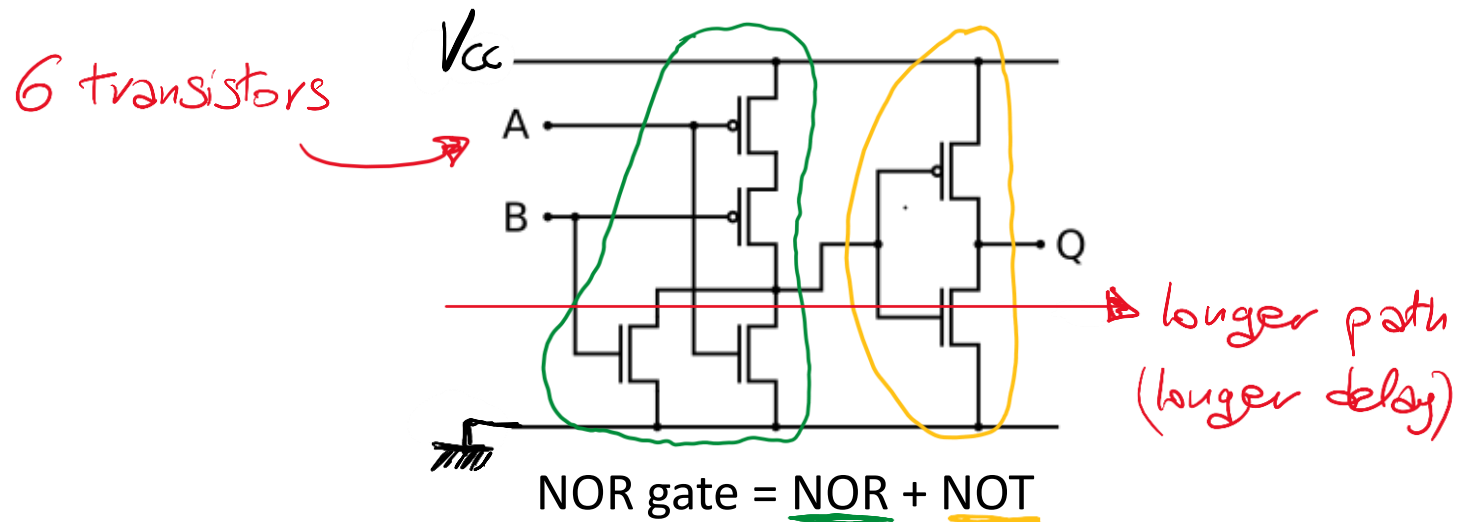 Vcc
6 transistors
A
B
Q
longer path
(longer delay)
NOR gate = NOR + NOT